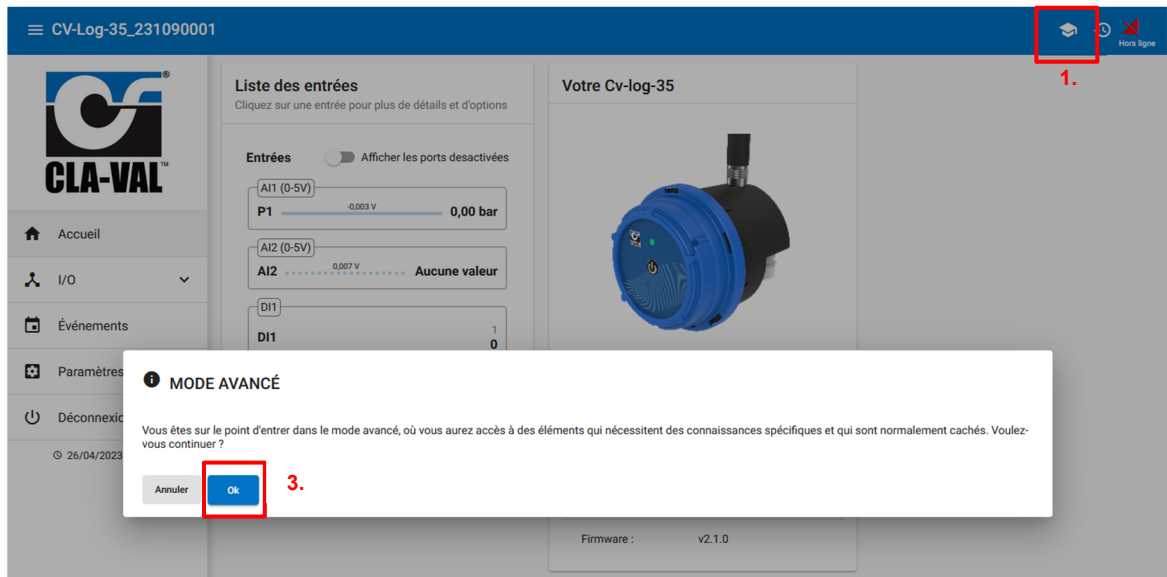 CV-Log-35_231090001
Hors ligne
1.
®
CLA-VAL™
Accueil
I/O
Événements
Paramètres
Déconnexio
26/04/2023
Liste des entrées
Cliquez sur une entrée pour plus de détails et d'options
Entrées Afficher les ports desactivées
AI1 (0-5V)
P1 -0,003 V 0,00 bar
AI2 (0-5V)
AI2 0,007 V Aucune valeur
DI1
DI1 1
0
Votre Cv-log-35
MODE AVANCÉ
Vous êtes sur le point d'entrer dans le mode avancé, où vous aurez accès à des éléments qui nécessitent des connaissances spécifiques et qui sont normalement cachés. Voulez-
vous continuer ?
Annuler Ok 3.
Firmware : v2.1.0